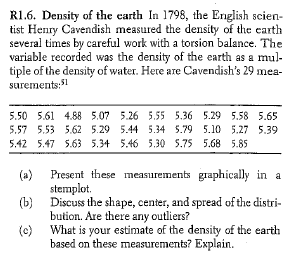 R1.6. Density of the earth In 1798, the English scien-
tist Henry Cavendish measured the density of the earth
several times by careful work with a torsion balance. The
variable recorded was the density of the earth as a mul-
tiple of the density of water. Here are Cavendish's 29 mea-
surements:51
5.50 5.61 4.88 5.07 5.26 5.55 5.36 5.29 5.58 5.65
5.57 5.53 5.62 5.29 5.44 5.34 5.79 5.10 5.27 5.39
5.42 5.47 5.63 5.34 5.46 5.30 5.75 5.68 5.85
(a) Present these measurements graphically in a
stemplot.
(b) Discuss the shape, center, and spread of the distri-
bution. Are there any outliers?
(c) What is your estimate of the density of the earth
based on these measurements? Explain.